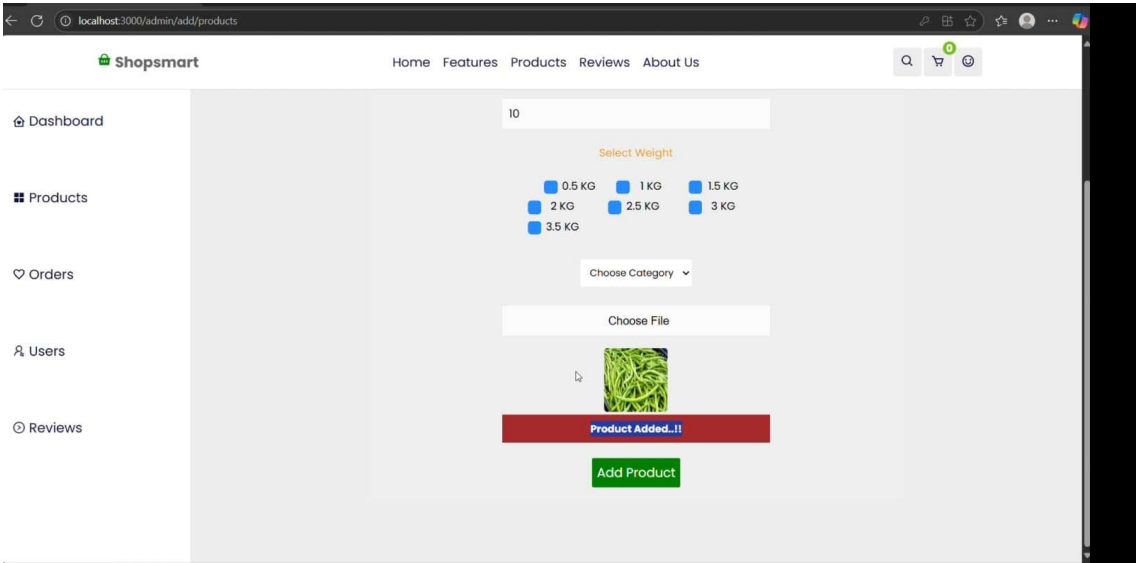 localhost:3000/admin/add/products
Shopsmart
Home Features Products Reviews About Us
0
Dashboard
Products
Orders
Users
Reviews
10
Select Weight
0.5 KG 1 KG 1.5 KG
2 KG 2.5 KG 3 KG
3.5 KG
Choose Category
Choose File
Product Added..!!
Add Product